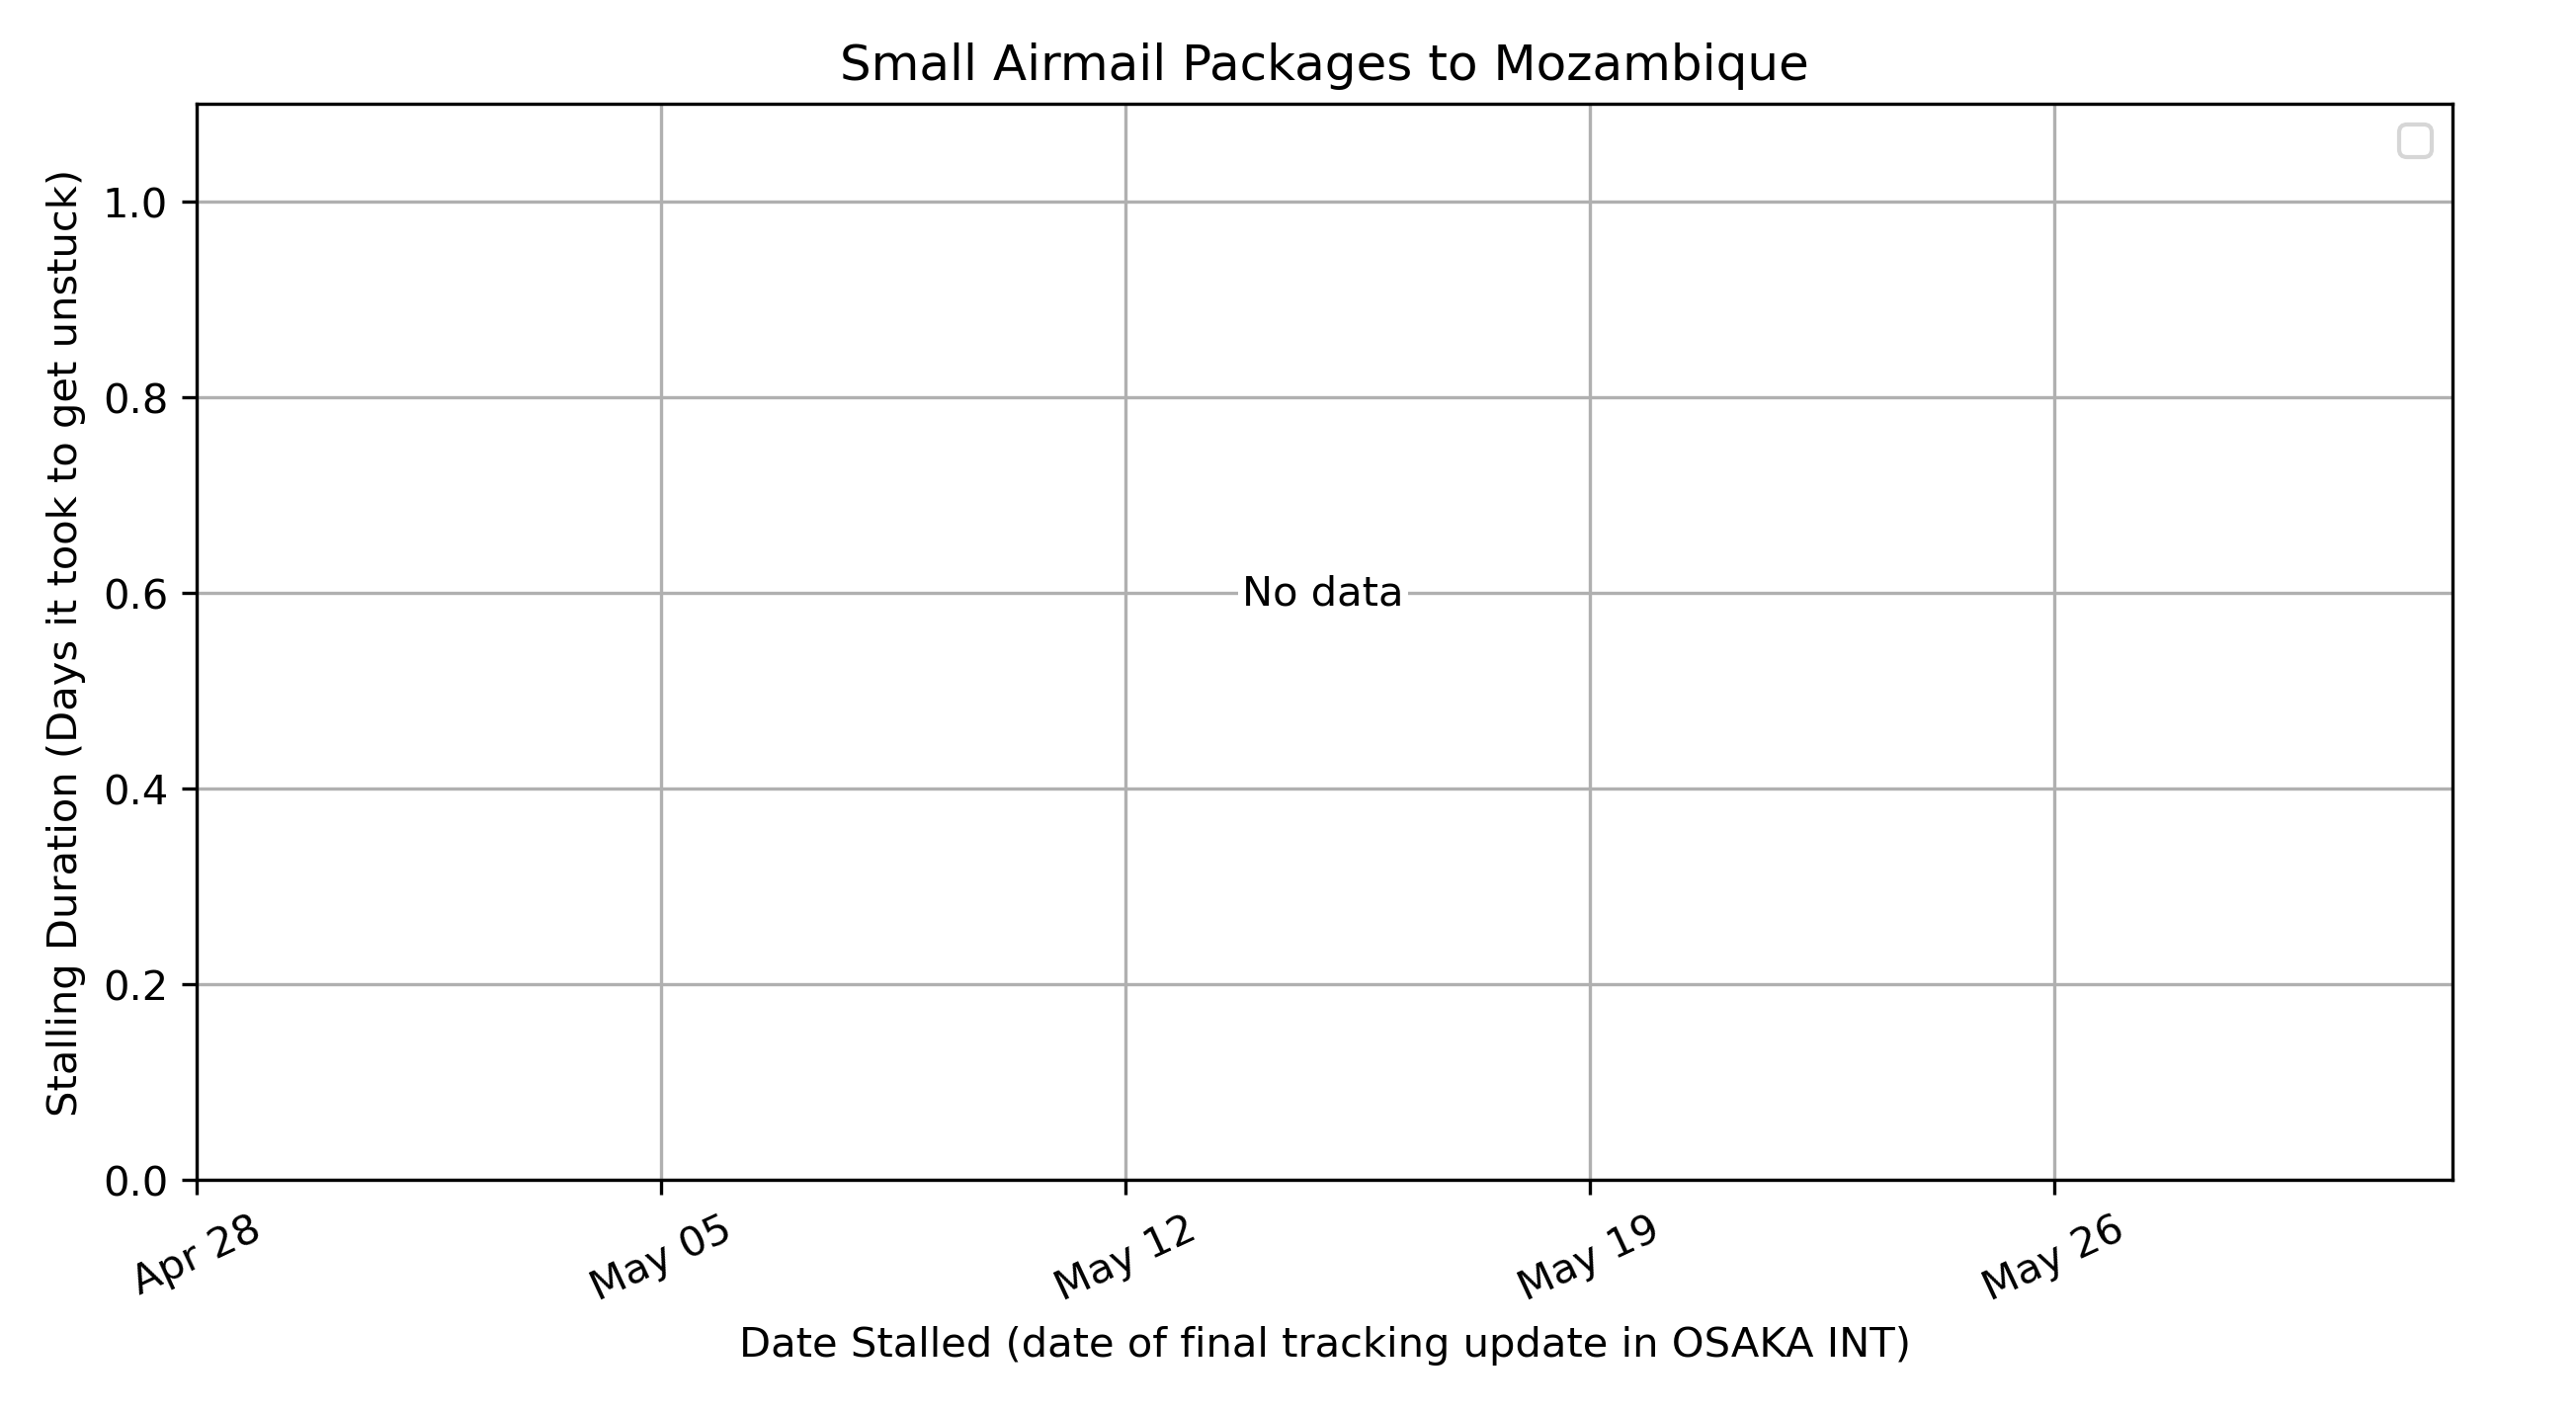 Small Airmail Packages to Mozambique
Stalling Duration (Days it took to get unstuck)
1.0
0.8
0.6
0.4
0.2
0.0
No data
Apr 28
May 05
May 12
May 19
May 26
Date Stalled (date of final tracking update in OSAKA INT)